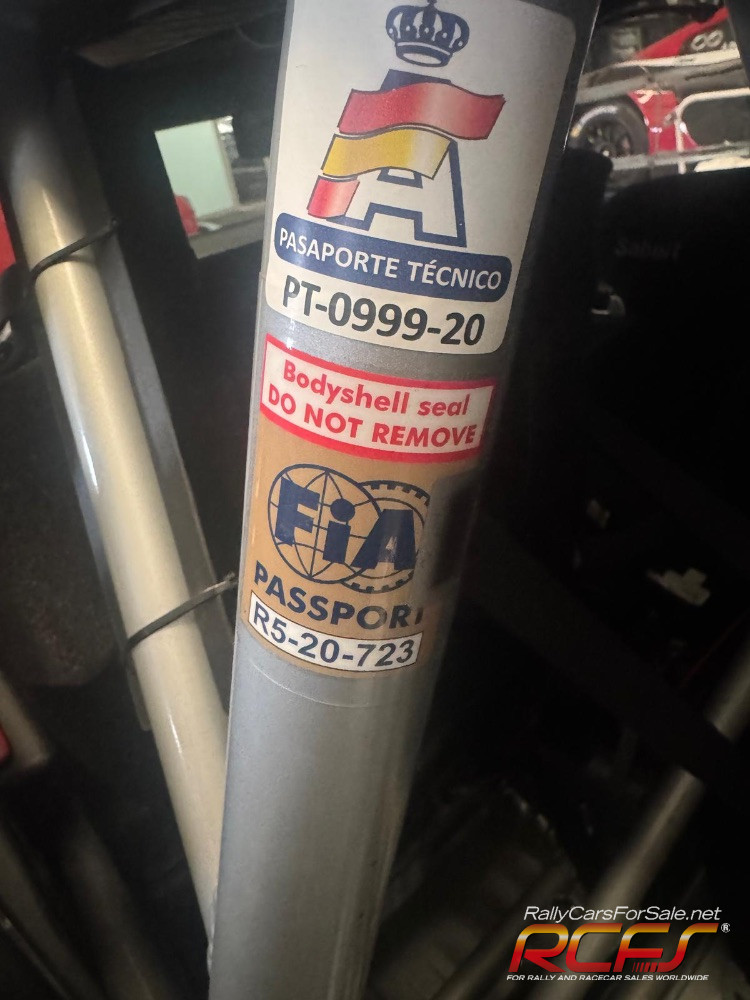 PASAPORTE TÉCNICO
PT-0999-20
Bodyshell seal
DO NOT REMOVE
FiA
PASSPORT
R5-20-723
RallyCarsForSale.net
RCFS®
FOR RALLY AND RACECAR SALES WORLDWIDE